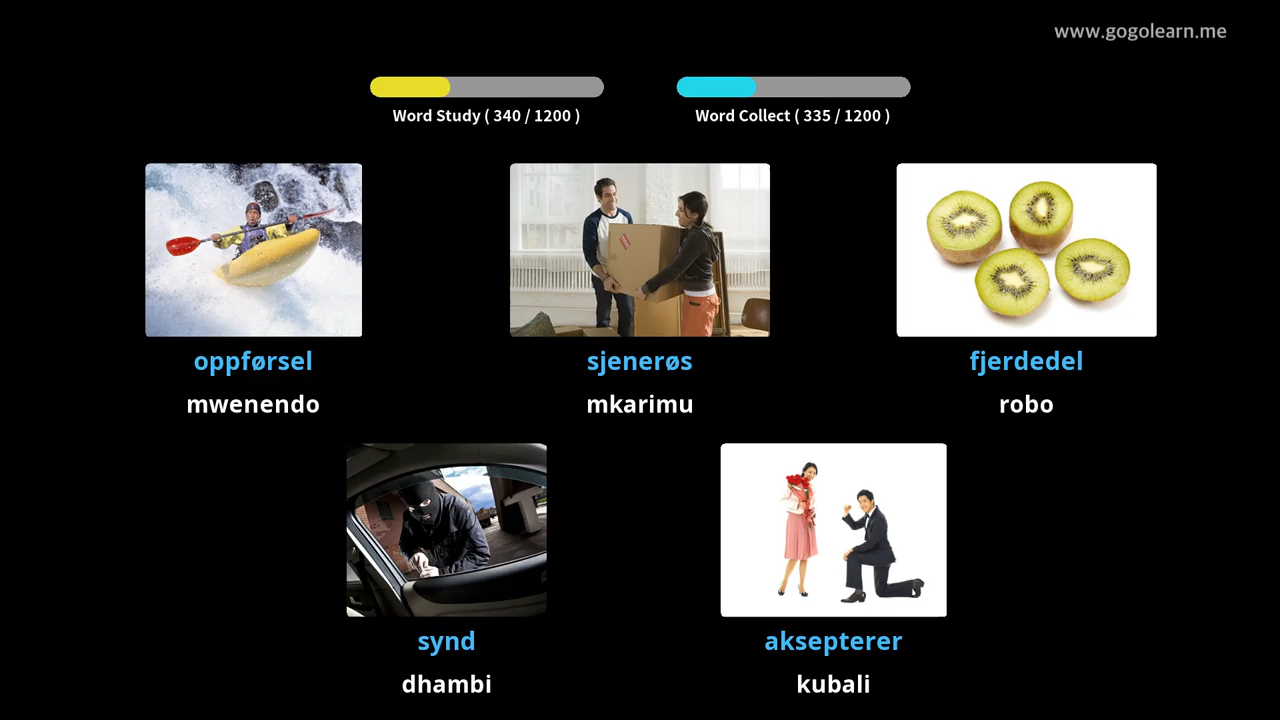 www.gogolearn.me
Word Study ( 340 / 1200 )
Word Collect ( 335 / 1200 )
oppførsel
mwenendo
sjenerøs
mkarimu
fjerdedel
robo
synd
dhambi
aksepterer
kubali